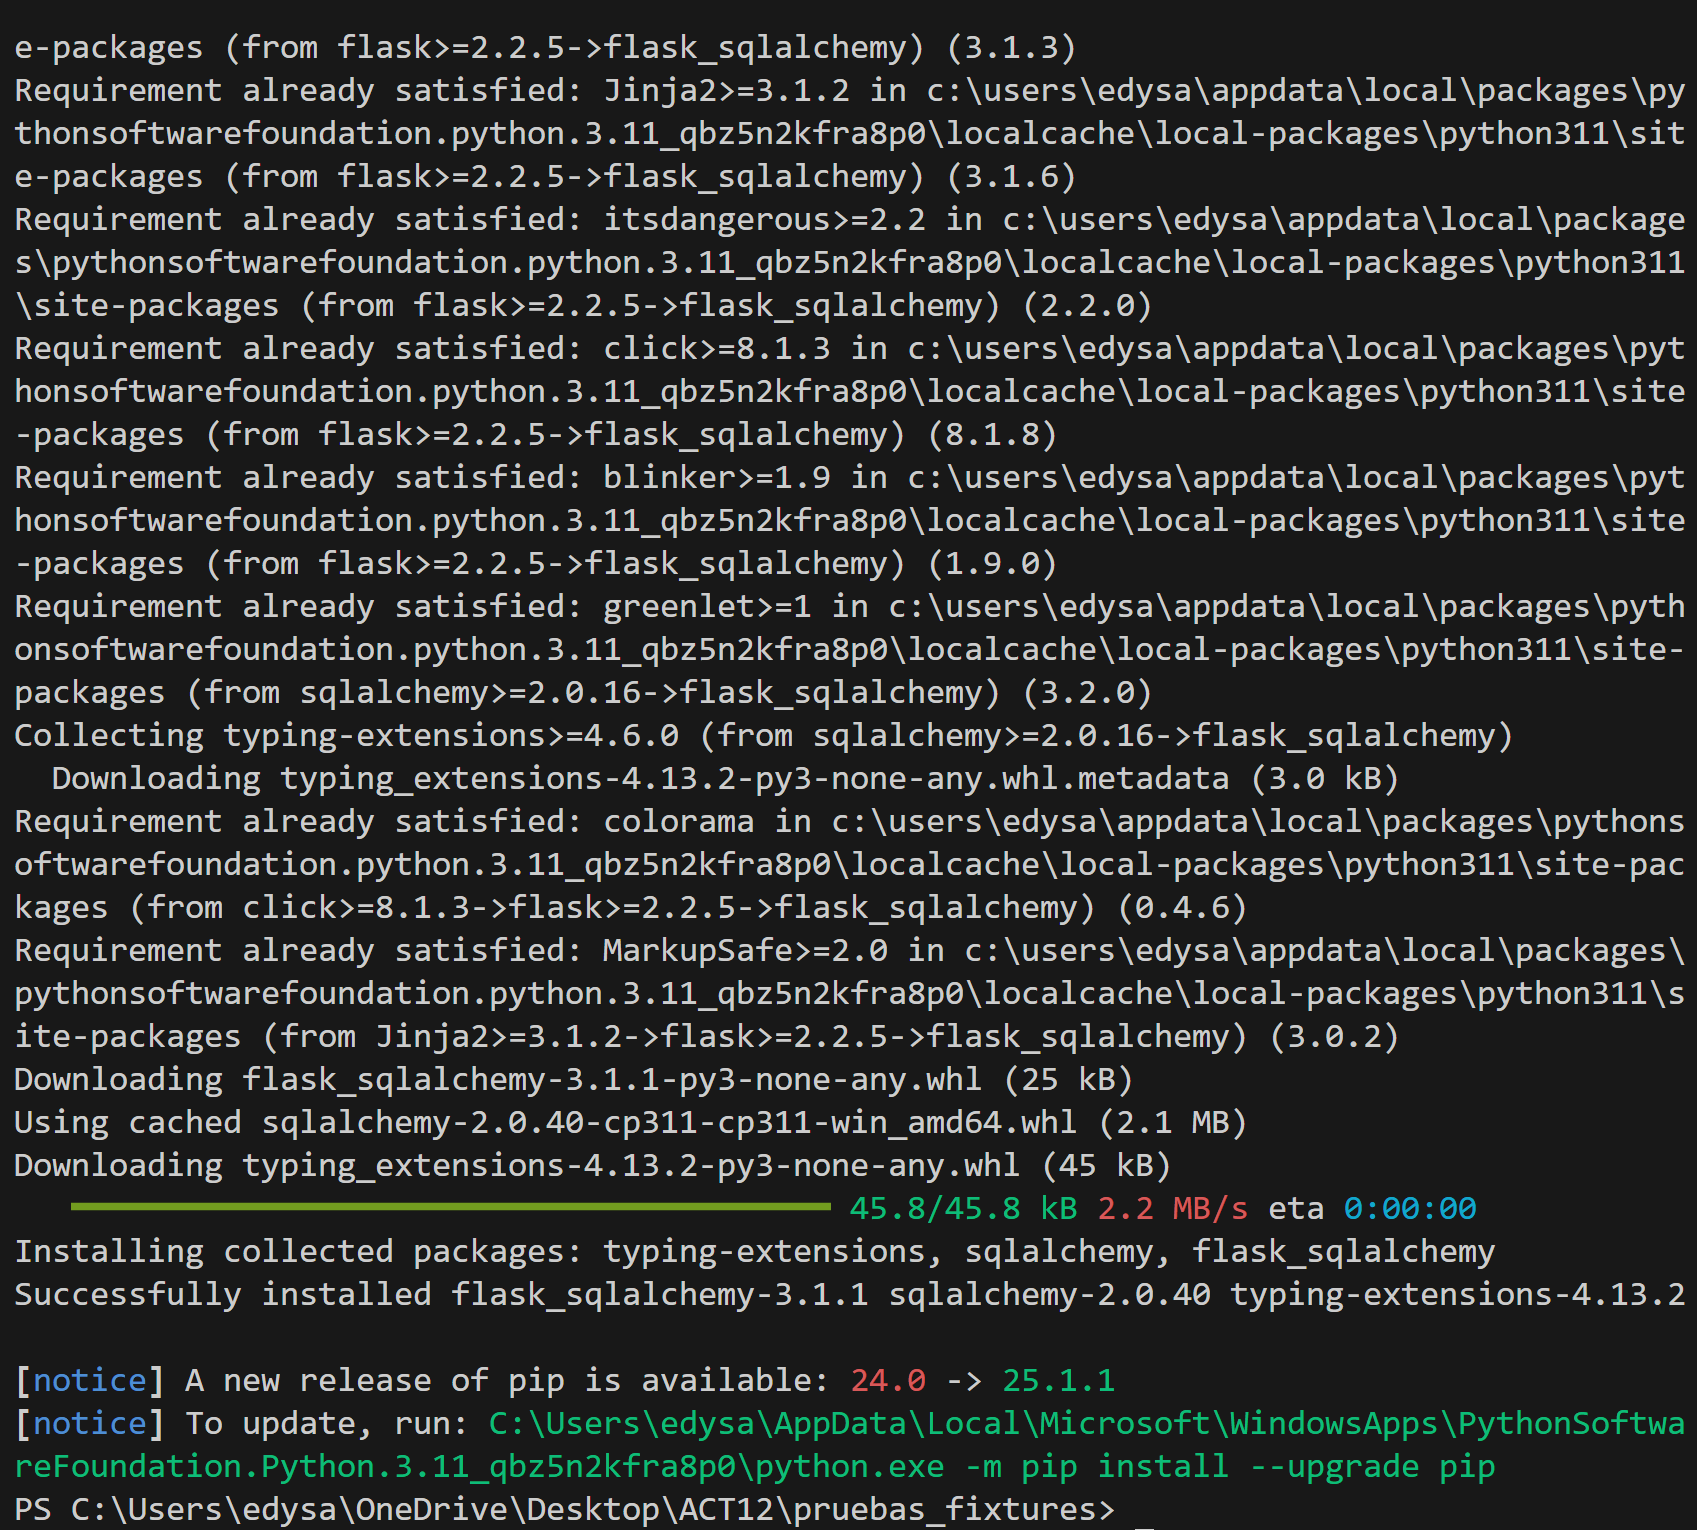 e-packages (from flask>=2.2.5->flask_sqlalchemy) (3.1.3)
Requirement already satisfied: Jinja2>=3.1.2 in c:\users\edysa\appdata\local\packages\py
thonsoftwarefoundation.python.3.11_qbz5n2kfra8p0\localcache\local-packages\python311\sit
e-packages (from flask>=2.2.5->flask_sqlalchemy) (3.1.6)
Requirement already satisfied: itsdangerous>=2.2 in c:\users\edysa\appdata\local\package
s\pythonsoftwarefoundation.python.3.11_qbz5n2kfra8p0\localcache\local-packages\python311
\site-packages (from flask>=2.2.5->flask_sqlalchemy) (2.2.0)
Requirement already satisfied: click>=8.1.3 in c:\users\edysa\appdata\local\packages\pyt
honsoftwarefoundation.python.3.11_qbz5n2kfra8p0\localcache\local-packages\python311\site
-packages (from flask>=2.2.5->flask_sqlalchemy) (8.1.8)
Requirement already satisfied: blinker>=1.9 in c:\users\edysa\appdata\local\packages\pyt
honsoftwarefoundation.python.3.11_qbz5n2kfra8p0\localcache\local-packages\python311\site
-packages (from flask>=2.2.5->flask_sqlalchemy) (1.9.0)
Requirement already satisfied: greenlet>=1 in c:\users\edysa\appdata\local\packages\pyth
onsoftwarefoundation.python.3.11_qbz5n2kfra8p0\localcache\local-packages\python311\site-
packages (from sqlalchemy>=2.0.16->flask_sqlalchemy) (3.2.0)
Collecting typing-extensions>=4.6.0 (from sqlalchemy>=2.0.16->flask_sqlalchemy)
  Downloading typing_extensions-4.13.2-py3-none-any.whl.metadata (3.0 kB)
Requirement already satisfied: colorama in c:\users\edysa\appdata\local\packages\pythons
oftwarefoundation.python.3.11_qbz5n2kfra8p0\localcache\local-packages\python311\site-pac
kages (from click>=8.1.3->flask>=2.2.5->flask_sqlalchemy) (0.4.6)
Requirement already satisfied: MarkupSafe>=2.0 in c:\users\edysa\appdata\local\packages\
pythonsoftwarefoundation.python.3.11_qbz5n2kfra8p0\localcache\local-packages\python311\s
ite-packages (from Jinja2>=3.1.2->flask>=2.2.5->flask_sqlalchemy) (3.0.2)
Downloading flask_sqlalchemy-3.1.1-py3-none-any.whl (25 kB)
Using cached sqlalchemy-2.0.40-cp311-cp311-win_amd64.whl (2.1 MB)
Downloading typing_extensions-4.13.2-py3-none-any.whl (45 kB)
45.8/45.8 kB 2.2 MB/s eta 0:00:00
Installing collected packages: typing-extensions, sqlalchemy, flask_sqlalchemy
Successfully installed flask_sqlalchemy-3.1.1 sqlalchemy-2.0.40 typing-extensions-4.13.2
[notice] A new release of pip is available: 24.0 -> 25.1.1
[notice] To update, run: C:\Users\edysa\AppData\Local\Microsoft\WindowsApps\PythonSoftwa
reFoundation.Python.3.11_qbz5n2kfra8p0\python.exe -m pip install --upgrade pip
PS C:\Users\edysa\OneDrive\Desktop\ACT12\pruebas_fixtures>